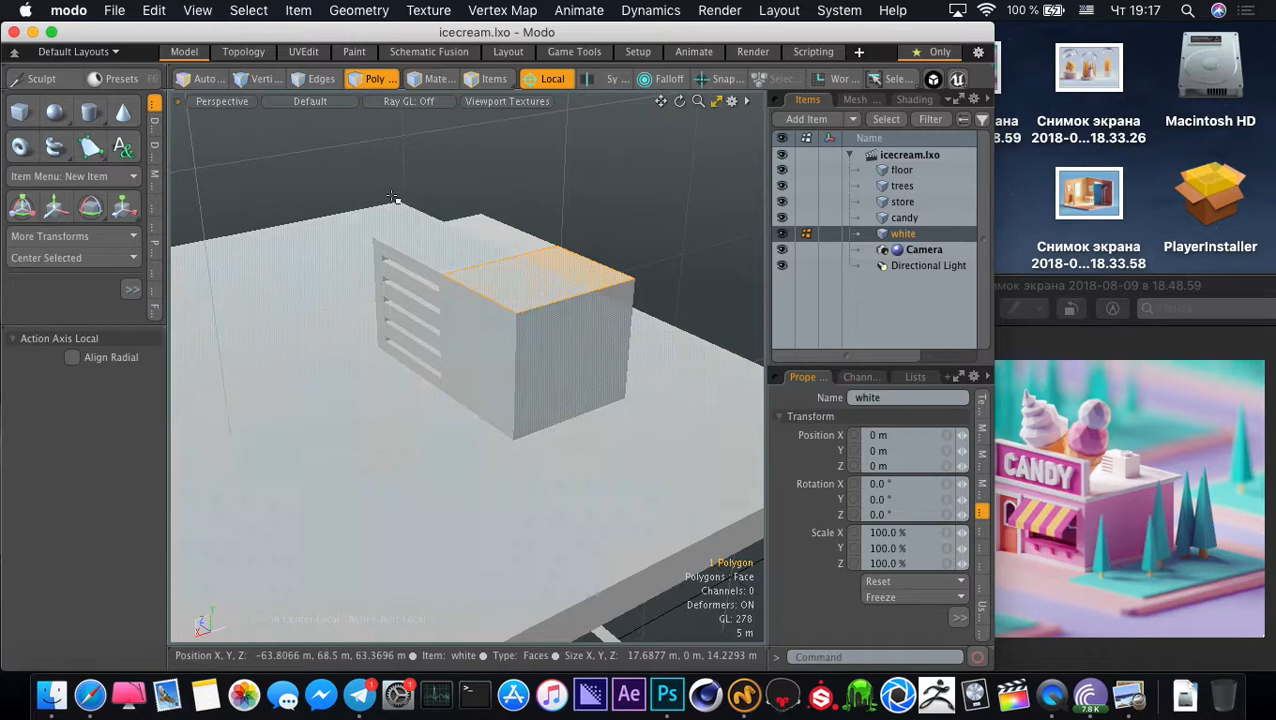 modo File Edit View Select Item Geometry Texture Vertex Map Animate Dynamics Render Layout System Color 100 % Чт 19:17
icecream.lxo - Modo
Default Layouts Model Topology UVEdit Paint Schematic Fusion Layout Game Tools Setup Animate Render Scripting Only
Sculpt Presets F6 Auto... Verti... Edges Poly ... Mate... Items Local Sy ... Falloff Snap... Selec... Wor ... Sele...
Perspective Default Ray GL: Off Viewport Textures
Items Mesh ... Shading
Add Item Select Filter
Name
icecream.lxo
floor
trees
store
candy
white
Camera
Directional Light
Item Menu: New Item
More Transforms
Center Selected
>>
Action Axis Local
Align Radial
Prope ... Chann... Lists
Name white
Transform
Position X 0 m
Y 0 m
Z 0 m
Rotation X 0.0 °
Y 0.0 °
Z 0.0 °
Scale X 100.0 %
Y 100.0 %
Z 100.0 %
Reset
Freeze
>>
1 Polygon
Polygons : Face
Channels: 0
Deformers: ON
GL: 278
5 m
Position X, Y, Z: -63.8066 m, 68.5 m, 63.3696 m Item: white Type: Faces Size X, Y, Z: 17.6877 m, 0 m, 14.2293 m
Command
Снимок экрана
2018-0...18.33.26
Macintosh HD
Снимок экрана
2018-0...18.33.58
PlayerInstaller
Снимок экрана 2018-08-09 в 18.48.59
Поиск
CANDY
7.8 K